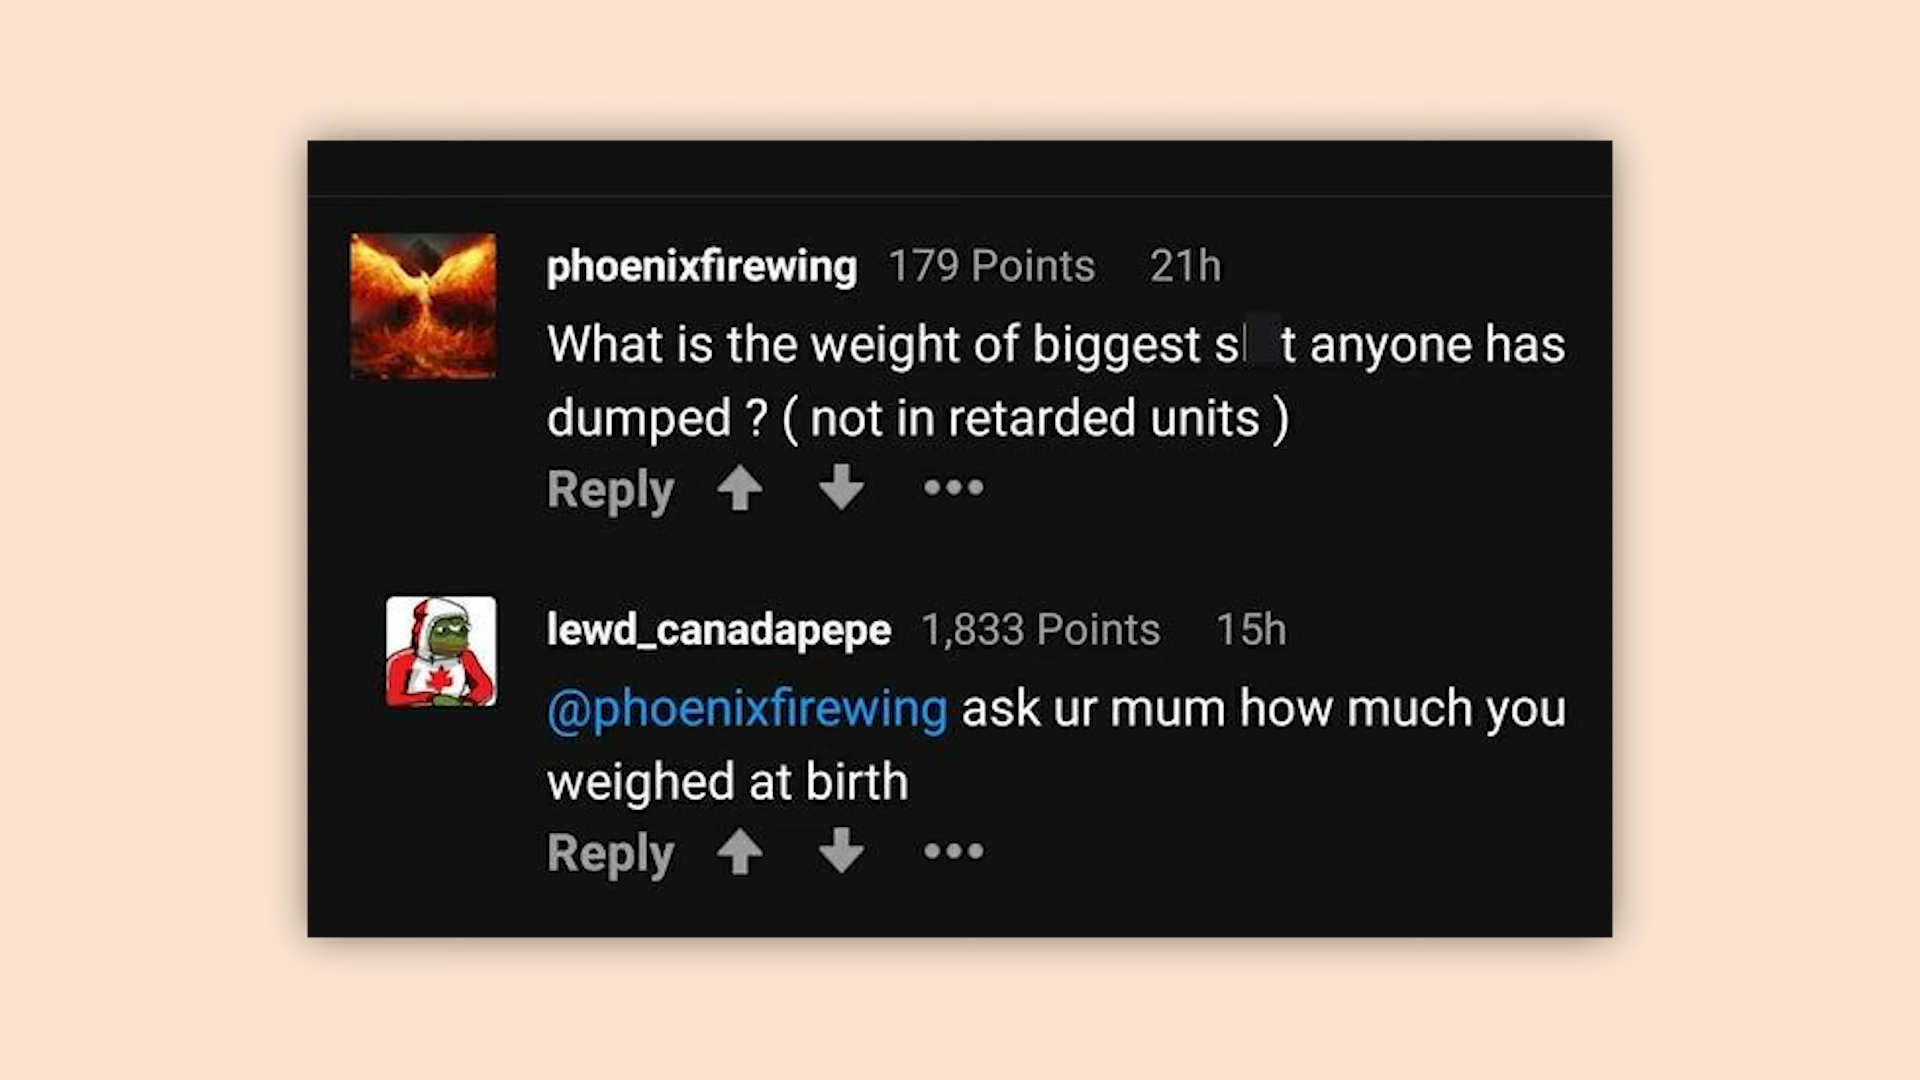 phoenixfirewing 179 Points 21h
What is the weight of biggest s t anyone has
dumped ? ( not in retarded units )
Reply
lewd_canadapepe 1,833 Points 15h
@phoenixfirewing ask ur mum how much you
weighed at birth
Reply